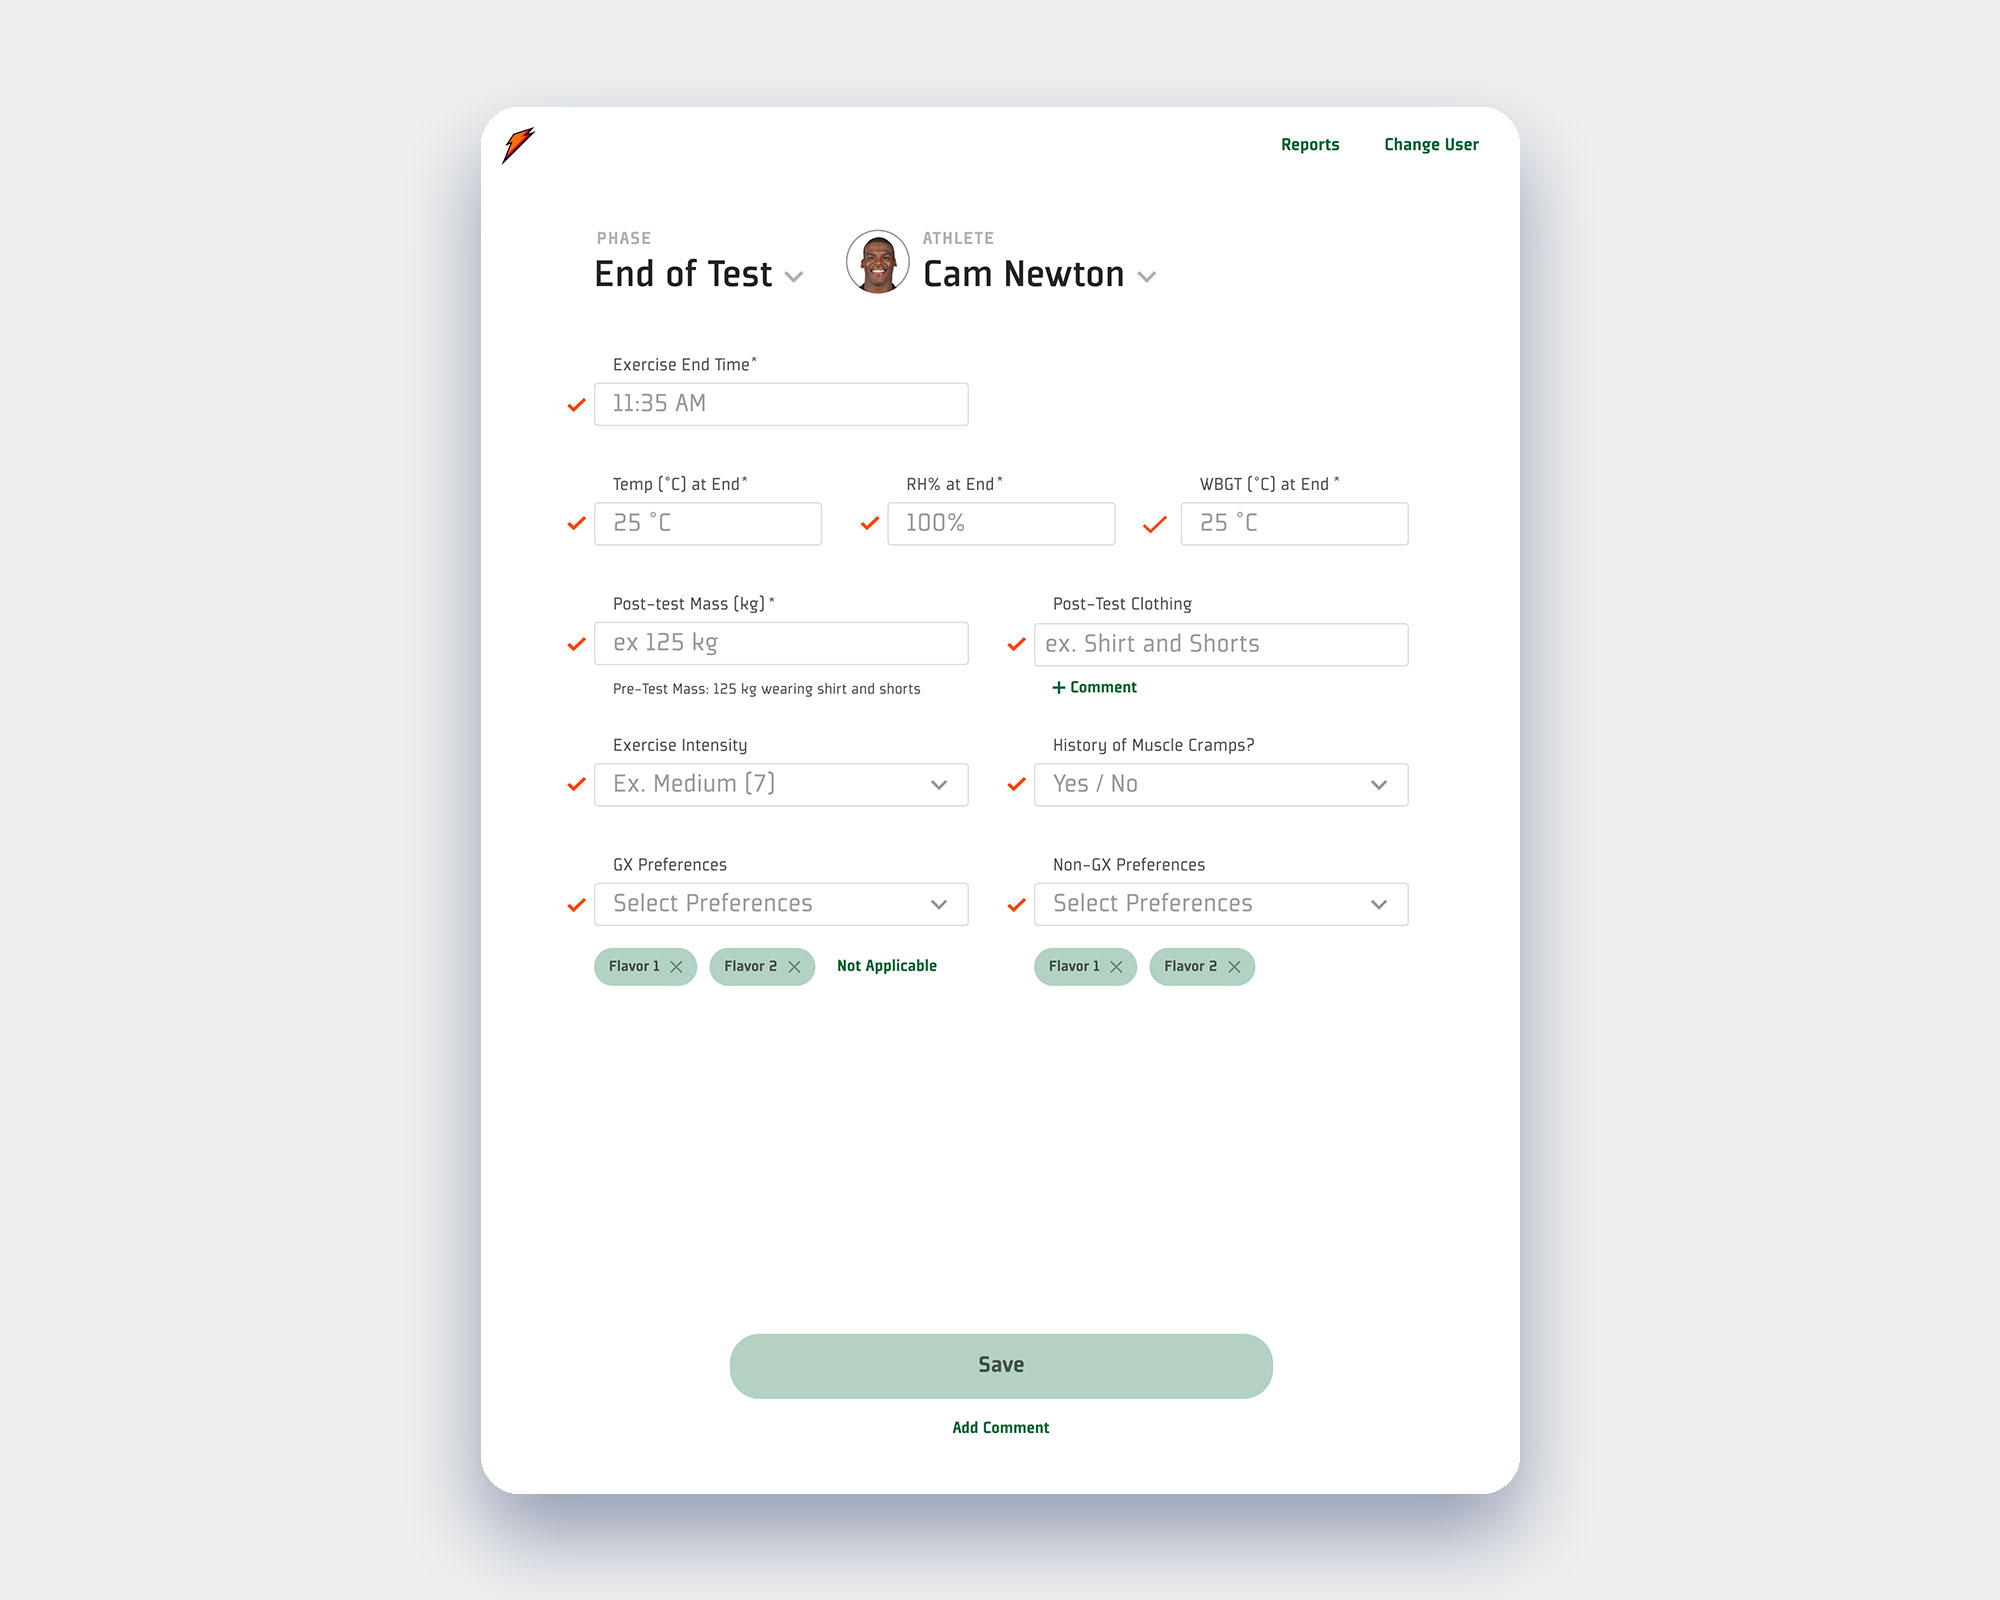 Reports Change User
PHASE
End of Test
ATHLETE
Cam Newton
Exercise End Time*
11:35 AM
Temp (°C) at End* RH% at End* WBGT (°C) at End *
25 °C 100% 25 °C
Post-test Mass (kg) * Post-Test Clothing
ex 125 kg ex. Shirt and Shorts
Pre-Test Mass: 125 kg wearing shirt and shorts + Comment
Exercise Intensity History of Muscle Cramps?
Ex. Medium (7) Yes / No
GX Preferences Non-GX Preferences
Select Preferences Select Preferences
Flavor 1 Flavor 2 Not Applicable Flavor 1 Flavor 2
Save
Add Comment